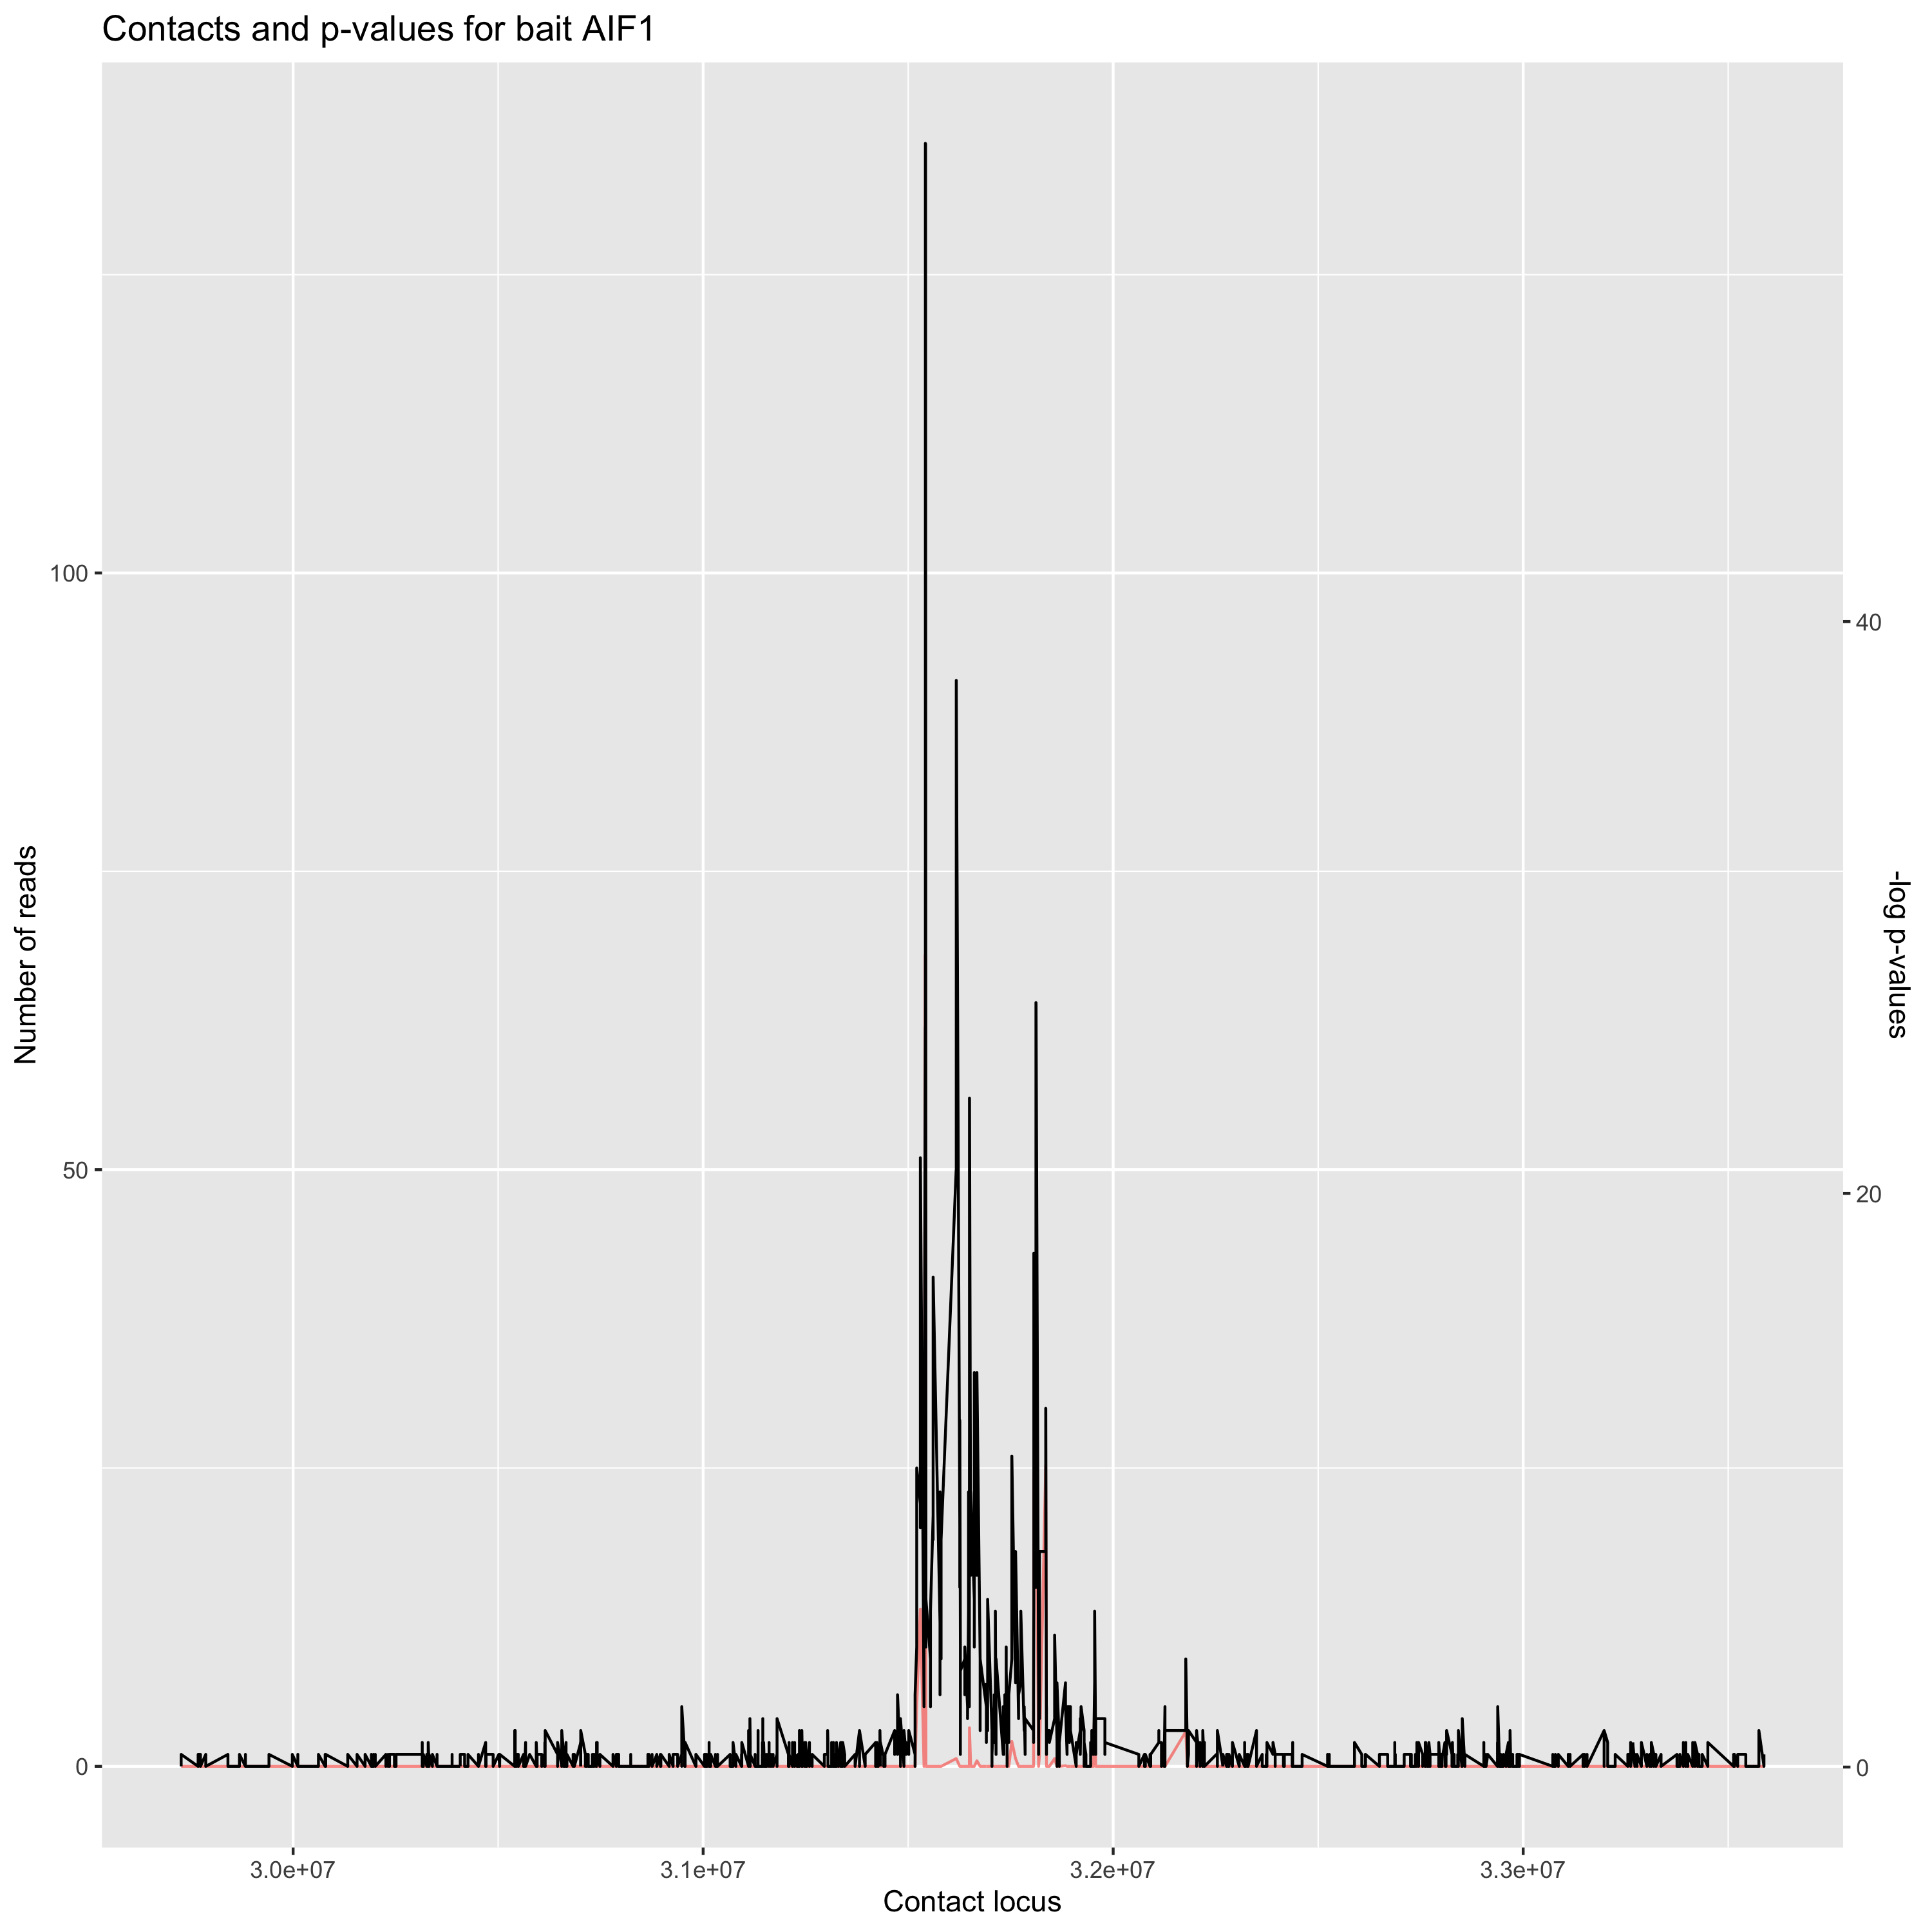 Contacts and p-values for bait AIF1
Number of reads
100
50
0
40
20
0
-log p-values
3.0e+07
3.1e+07
3.2e+07
3.3e+07
Contact locus